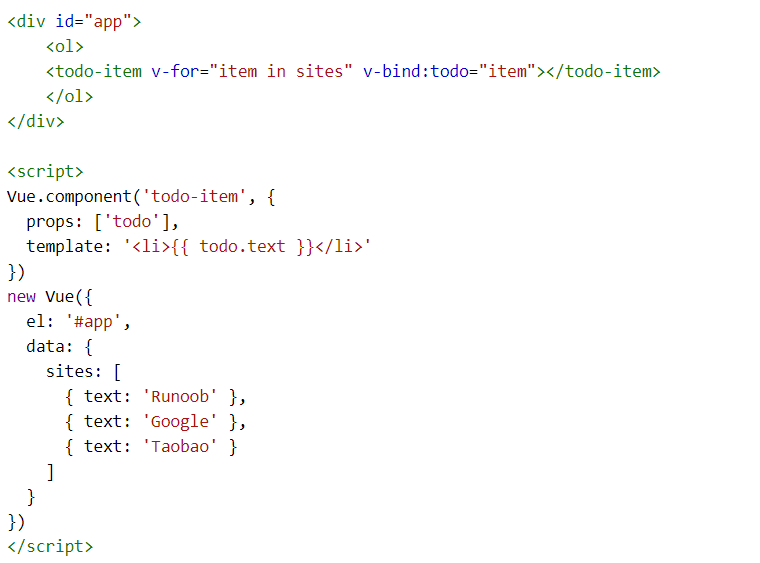 <div id="app">
    <ol>
    <todo-item v-for="item in sites" v-bind:todo="item"></todo-item>
    </ol>
</div>

<script>
Vue.component('todo-item', {
  props: ['todo'],
  template: '<li>{{ todo.text }}</li>'
})
new Vue({
  el: '#app',
  data: {
    sites: [
      { text: 'Runoob' },
      { text: 'Google' },
      { text: 'Taobao' }
    ]
  }
})
</script>